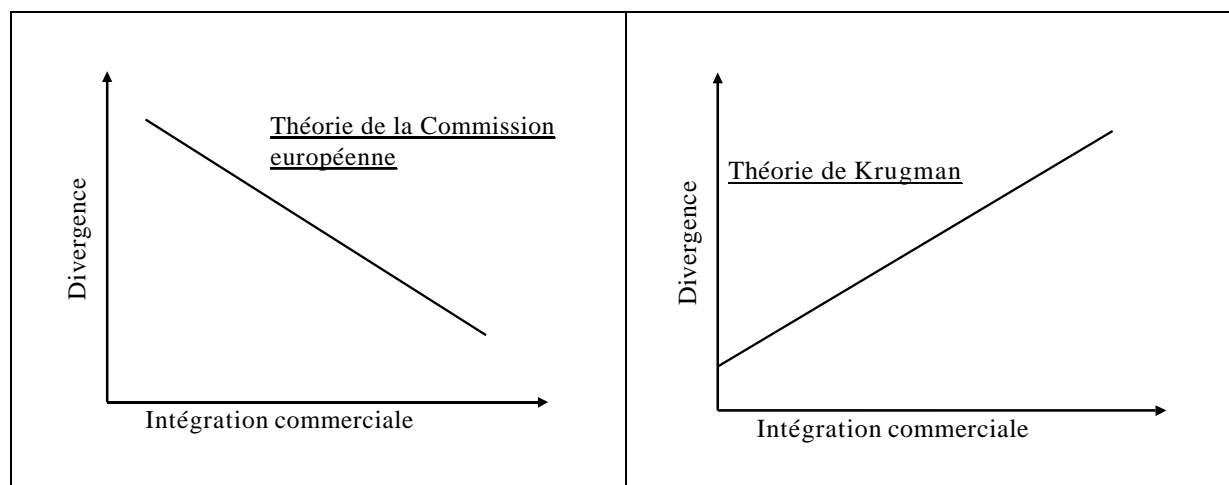 Théorie de la Commission
européenne
Divergence
Intégration commerciale
Théorie de Krugman
Divergence
Intégration commerciale